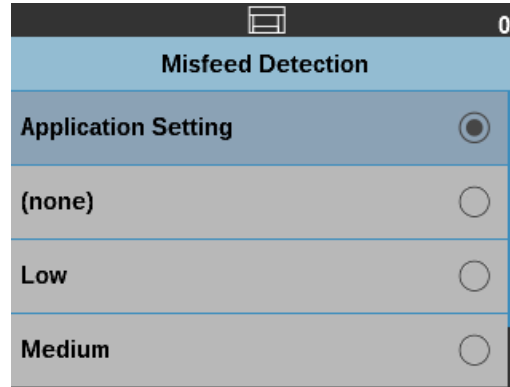 0
Misfeed Detection
Application Setting
(none)
Low
Medium